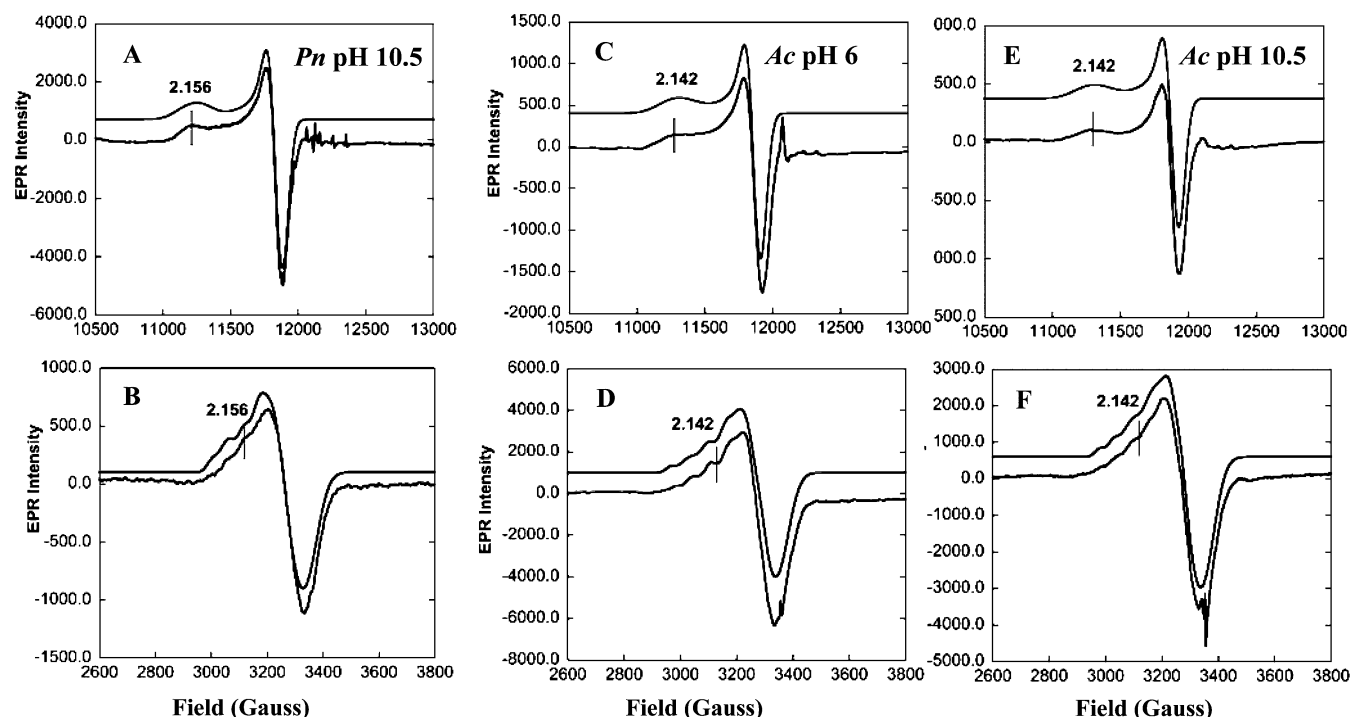 A
Pn pH 10.5
2.156
EPR Intensity
4000.0
2000.0
0.0
-2000.0
-4000.0
-6000.0
10500 11000 11500 12000 12500 13000
C
Ac pH 6
2.142
1500.0
1000.0
500.0
0.0
-500.0
-1000.0
-1500.0
-2000.0
10500 11000 11500 12000 12500 13000
E
Ac pH 10.5
2.142
000.0
500.0
0.0
500.0
000.0
500.0
10500 11000 11500 12000 12500 13000
B
2.156
EPR Intensity
1000.0
500.0
0.0
-500.0
-1000.0
-1500.0
2600 2800 3000 3200 3400 3600 3800
Field (Gauss)
D
2.142
EPR Intensity
6000.0
4000.0
2000.0
0.0
-2000.0
-4000.0
-6000.0
-8000.0
2600 2800 3000 3200 3400 3600 3800
Field (Gauss)
F
2.142
3000.0
2000.0
1000.0
0.0
-1000.0
-2000.0
-3000.0
-4000.0
-5000.0
2600 2800 3000 3200 3400 3600 3800
Field (Gauss)